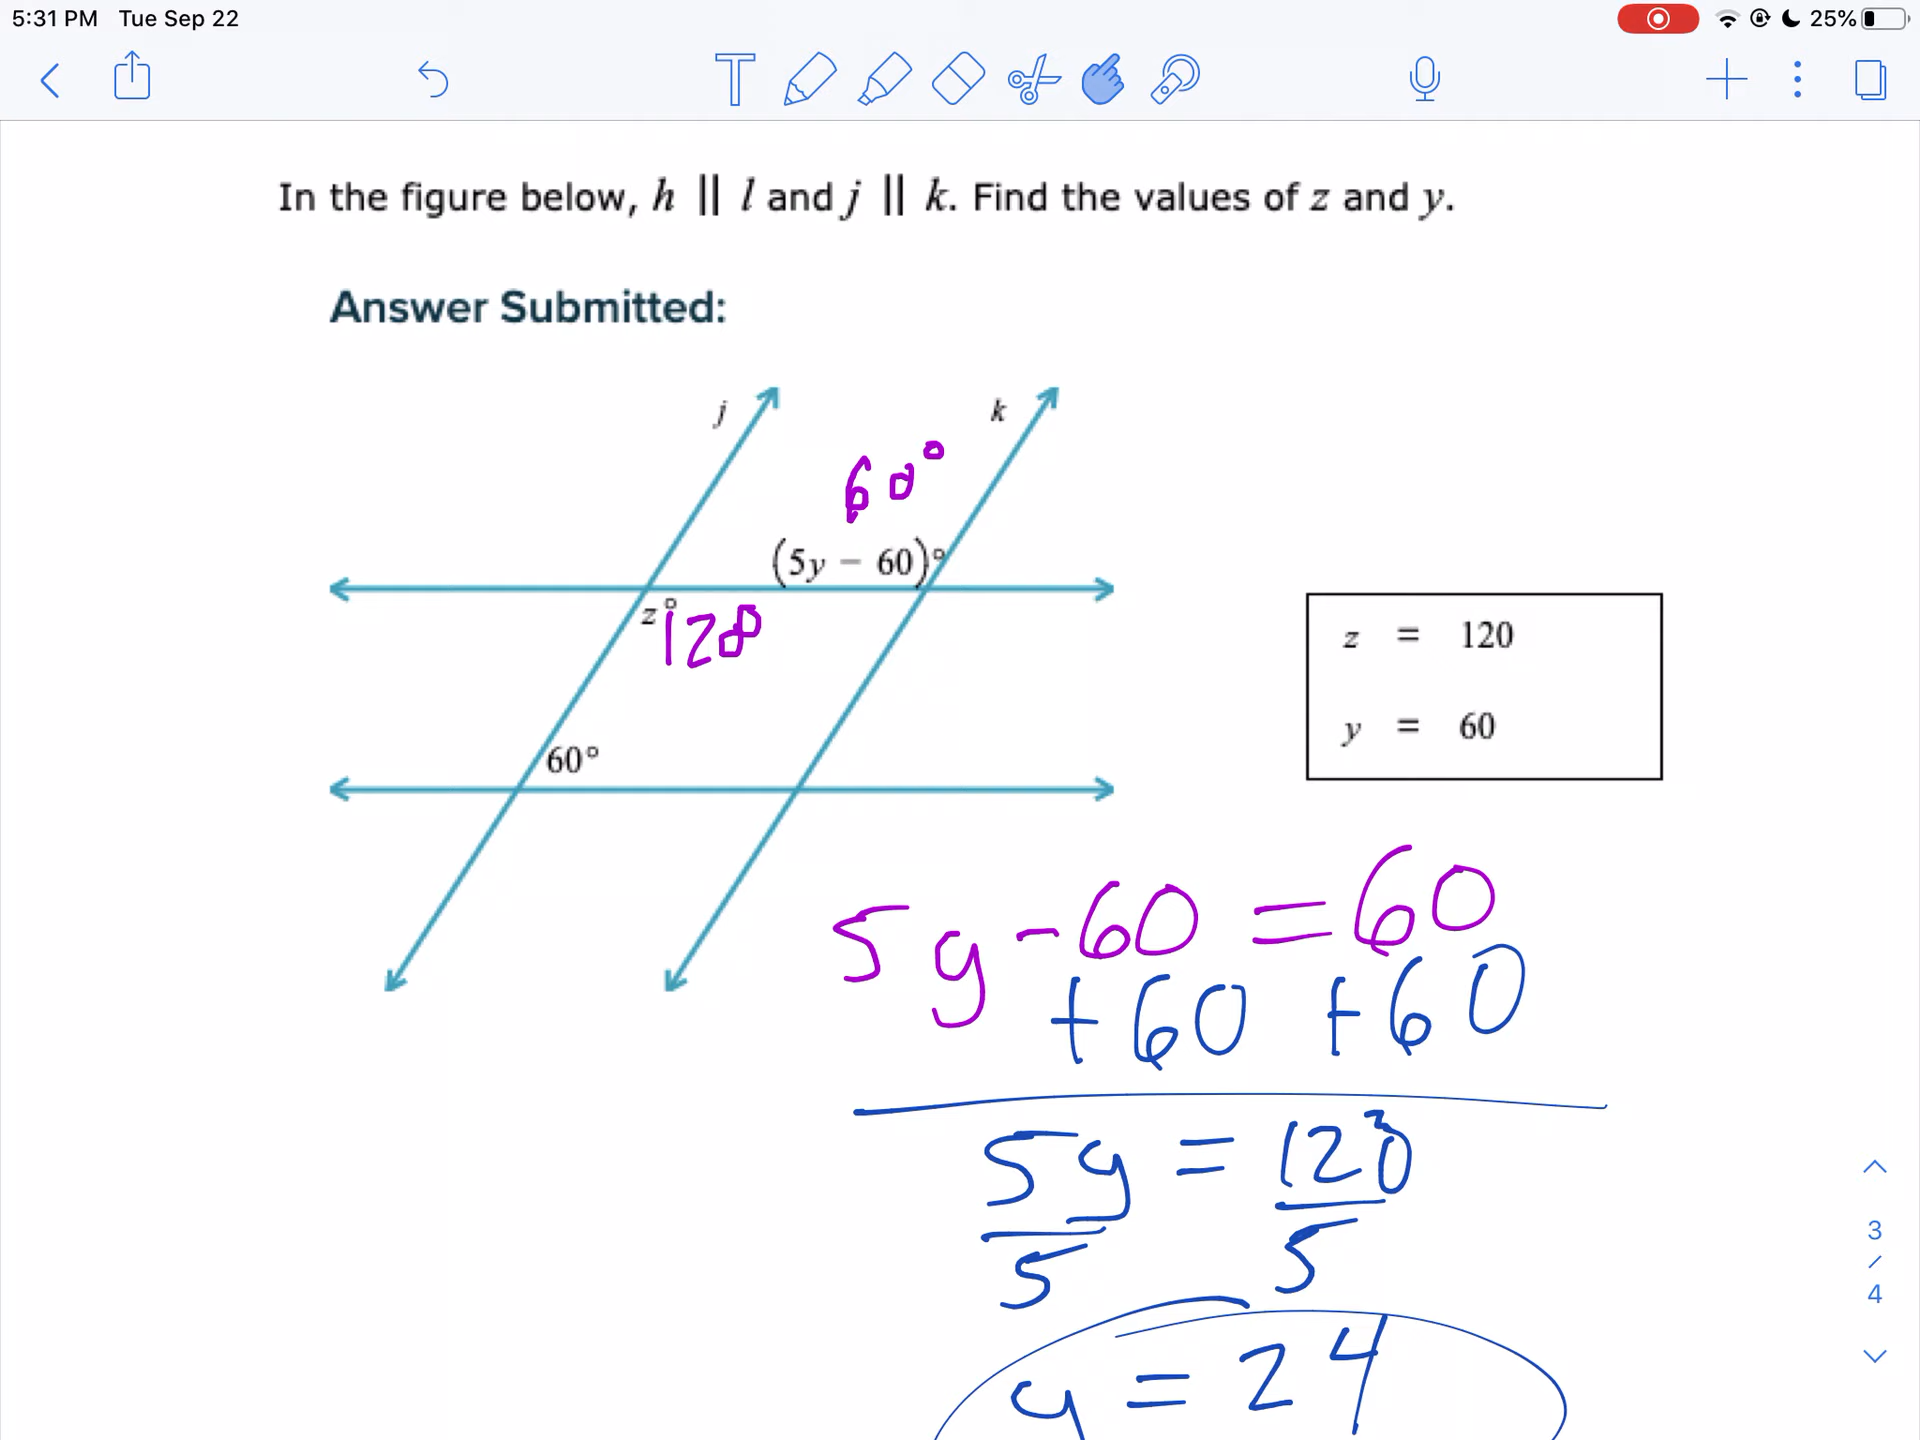 5:31 PM Tue Sep 22
25%
T
In the figure below, h || l and j || k. Find the values of z and y.
Answer Submitted:
j
k
60°
(5y − 60)°
z°
120°
60°
z = 120
y = 60
5y - 60 = 60
+60 +60
5y = 120
5 5
y = 24
3
/
4